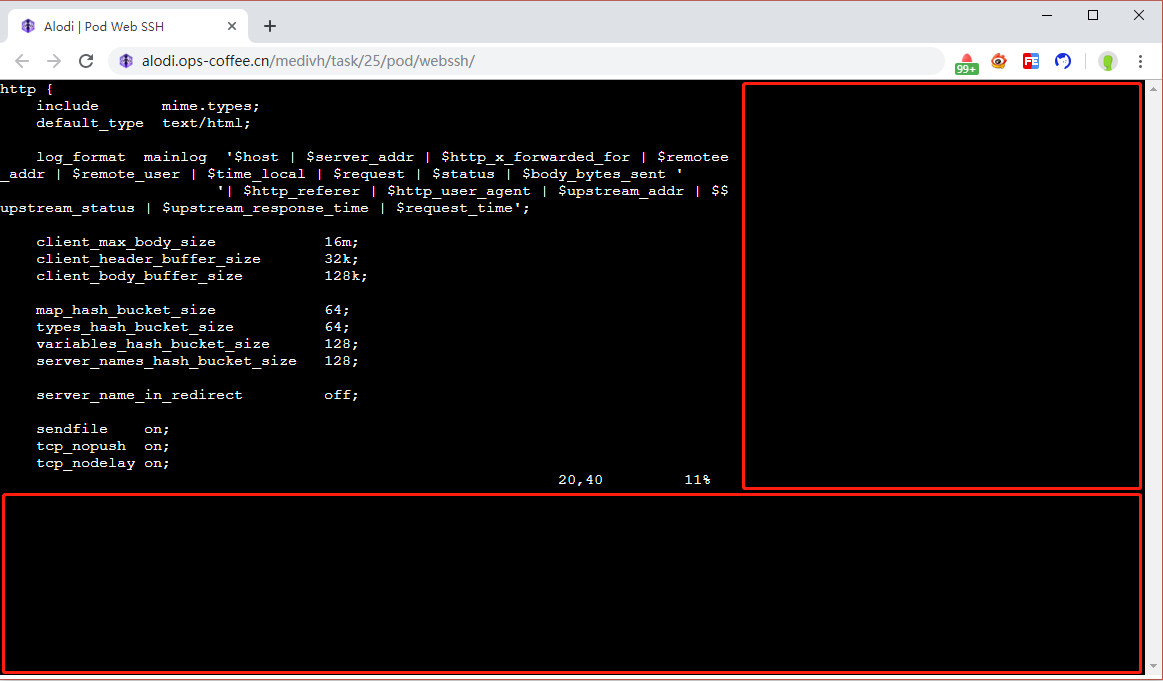 Alodi | Pod Web SSH
alodi.ops-coffee.cn/medivh/task/25/pod/webssh/
99+
FE
http {
    include       mime.types;
    default_type  text/html;
    log_format  mainlog  '$host | $server_addr | $http_x_forwarded_for | $remotee
_addr | $remote_user | $time_local | $request | $status | $body_bytes_sent '
                        '| $http_referer | $http_user_agent | $upstream_addr | $$
upstream_status | $upstream_response_time | $request_time';
    client_max_body_size            16m;
    client_header_buffer_size       32k;
    client_body_buffer_size         128k;
    map_hash_bucket_size            64;
    types_hash_bucket_size          64;
    variables_hash_bucket_size      128;
    server_names_hash_bucket_size   128;
    server_name_in_redirect         off;
    sendfile    on;
    tcp_nopush  on;
    tcp_nodelay on;
20,40         11%